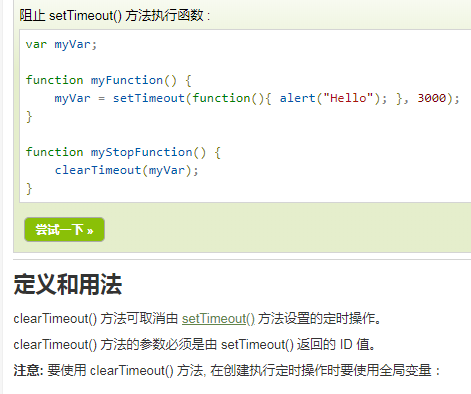 阻止 setTimeout() 方法执行函数 :
var myVar;
function myFunction() {
myVar = setTimeout(function(){ alert("Hello"); }, 3000);
}
function myStopFunction() {
clearTimeout(myVar);
}
尝试一下 »
定义和用法
clearTimeout() 方法可取消由 setTimeout() 方法设置的定时操作。
clearTimeout() 方法的参数必须是由 setTimeout() 返回的 ID 值。
注意: 要使用 clearTimeout() 方法, 在创建执行定时操作时要使用全局变量：